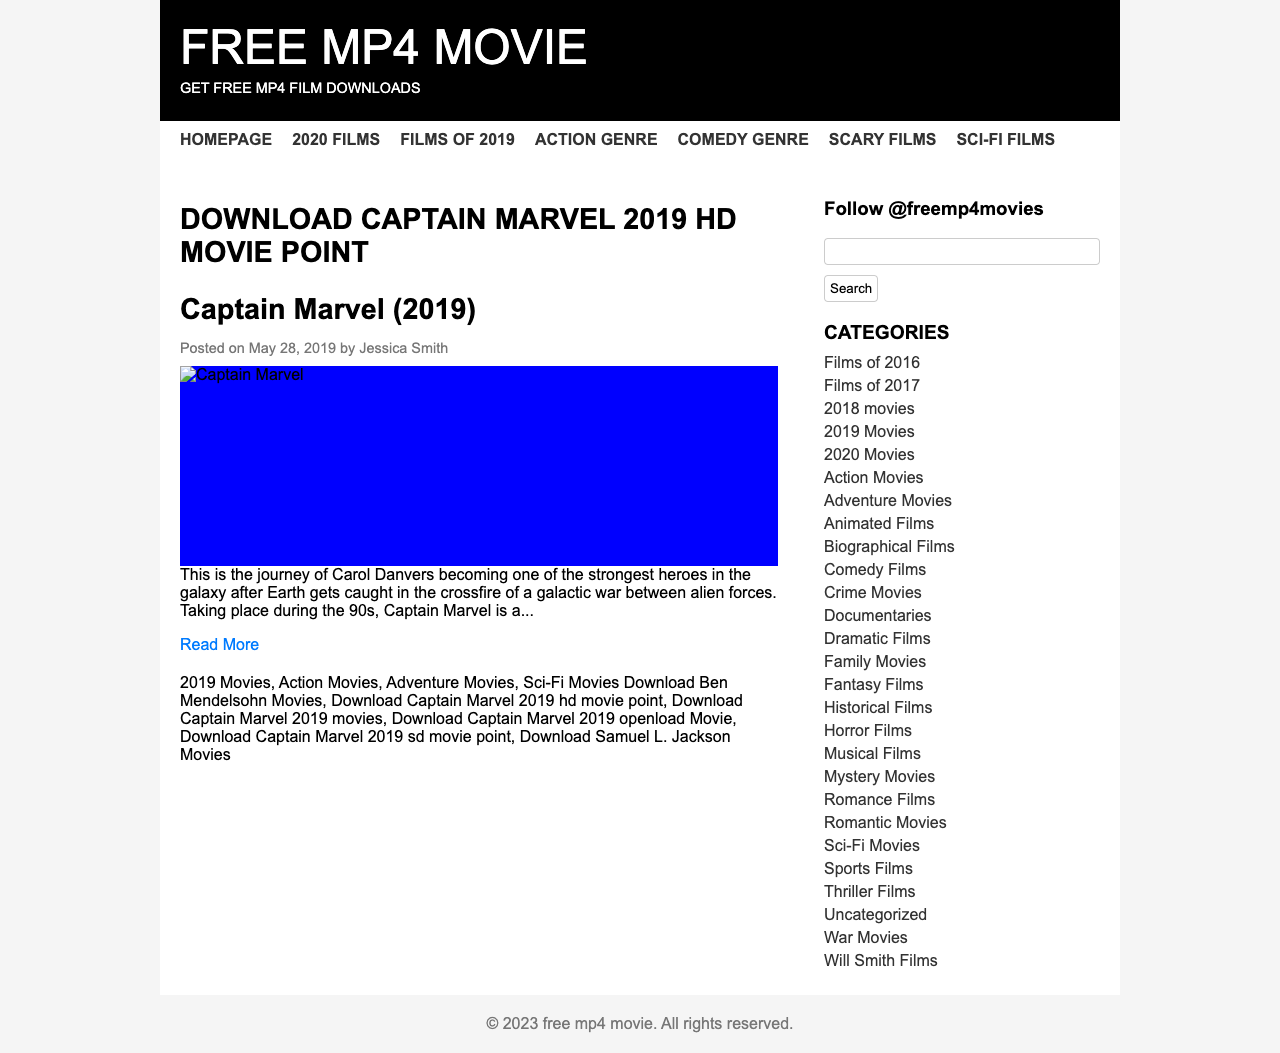 FREE MP4 MOVIE
GET FREE MP4 FILM DOWNLOADS
HOMEPAGE 2020 FILMS FILMS OF 2019 ACTION GENRE COMEDY GENRE SCARY FILMS SCI-FI FILMS
DOWNLOAD CAPTAIN MARVEL 2019 HD
MOVIE POINT
Captain Marvel (2019)
Posted on May 28, 2019 by Jessica Smith
Captain Marvel
This is the journey of Carol Danvers becoming one of the strongest heroes in the
galaxy after Earth gets caught in the crossfire of a galactic war between alien forces.
Taking place during the 90s, Captain Marvel is a...
Read More
2019 Movies, Action Movies, Adventure Movies, Sci-Fi Movies Download Ben
Mendelsohn Movies, Download Captain Marvel 2019 hd movie point, Download
Captain Marvel 2019 movies, Download Captain Marvel 2019 openload Movie,
Download Captain Marvel 2019 sd movie point, Download Samuel L. Jackson
Movies
Follow @freemp4movies
Search
CATEGORIES
Films of 2016
Films of 2017
2018 movies
2019 Movies
2020 Movies
Action Movies
Adventure Movies
Animated Films
Biographical Films
Comedy Films
Crime Movies
Documentaries
Dramatic Films
Family Movies
Fantasy Films
Historical Films
Horror Films
Musical Films
Mystery Movies
Romance Films
Romantic Movies
Sci-Fi Movies
Sports Films
Thriller Films
Uncategorized
War Movies
Will Smith Films
© 2023 free mp4 movie. All rights reserved.